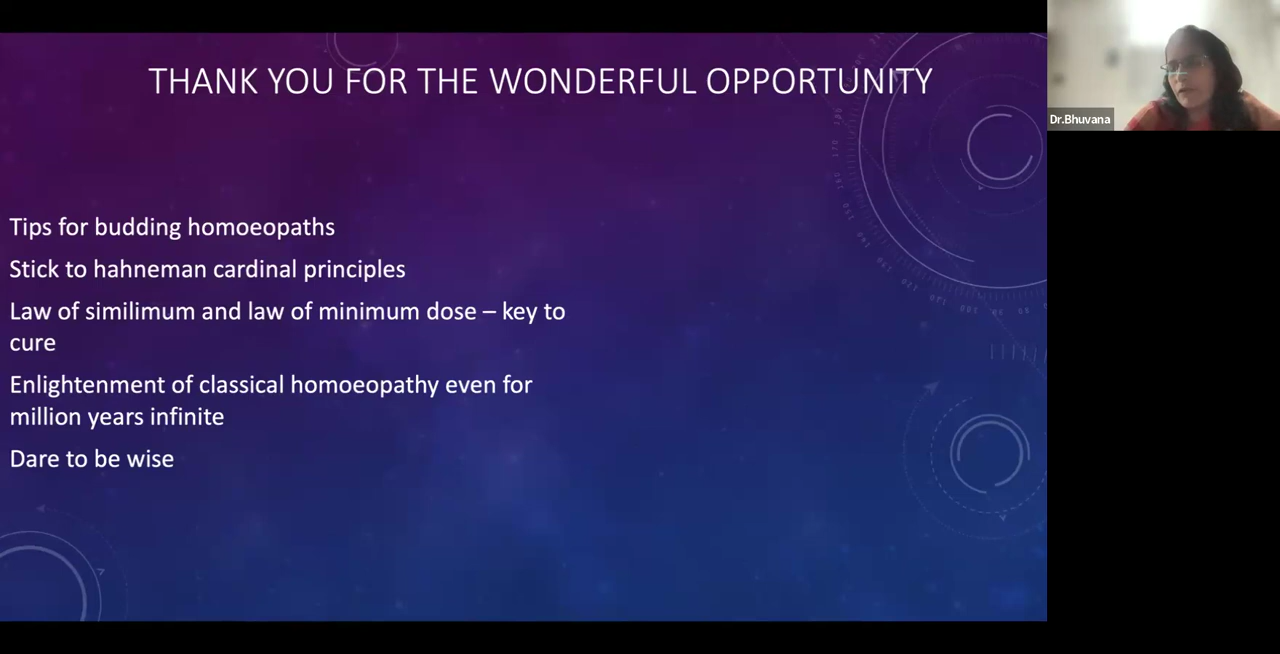 THANK YOU FOR THE WONDERFUL OPPORTUNITY
Dr.Bhuvana
Tips for budding homoeopaths
Stick to hahneman cardinal principles
Law of similimum and law of minimum dose – key to
cure
Enlightenment of classical homoeopathy even for
million years infinite
Dare to be wise